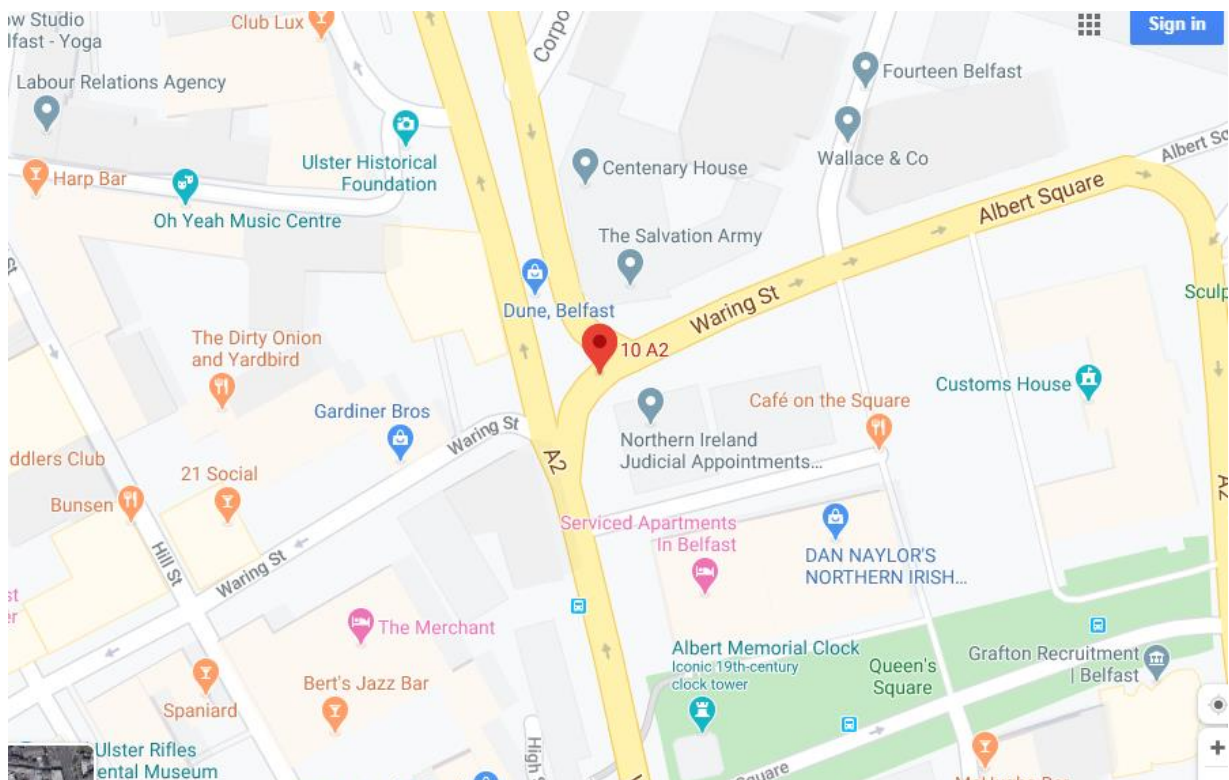 ow Studio
lfast - Yoga
Club Lux
Corpo
Sign in
Labour Relations Agency
Fourteen Belfast
Ulster Historical
Foundation
Centenary House
Wallace & Co
Albert Sq
Harp Bar
Oh Yeah Music Centre
Albert Square
The Salvation Army
St
Dune, Belfast
Waring St
Sculp
The Dirty Onion
and Yardbird
10 A2
Customs House
Café on the Square
Gardiner Bros
Waring St
Northern Ireland
Judicial Appointments...
ddlers Club
A2
21 Social
Bunsen
A2
Serviced Apartments
In Belfast
DAN NAYLOR'S
NORTHERN IRISH...
Hill St
Waring St
st
er
The Merchant
Albert Memorial Clock
Iconic 19th-century
clock tower
Queen's
Square
Grafton Recruitment
| Belfast
Bert's Jazz Bar
Spaniard
High S
Ulster Rifles
ental Museum
Square